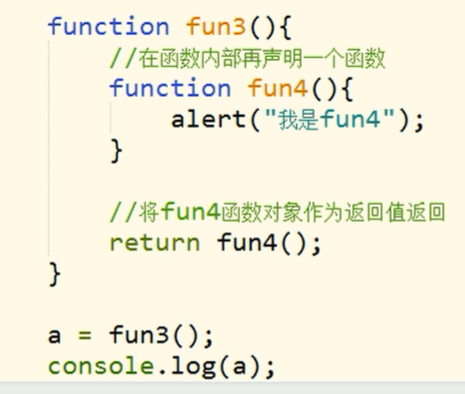 function fun3(){
//在函数内部再声明一个函数
function fun4(){
alert("我是fun4");
}
//将fun4函数对象作为返回值返回
return fun4();
}
a = fun3();
console.log(a);